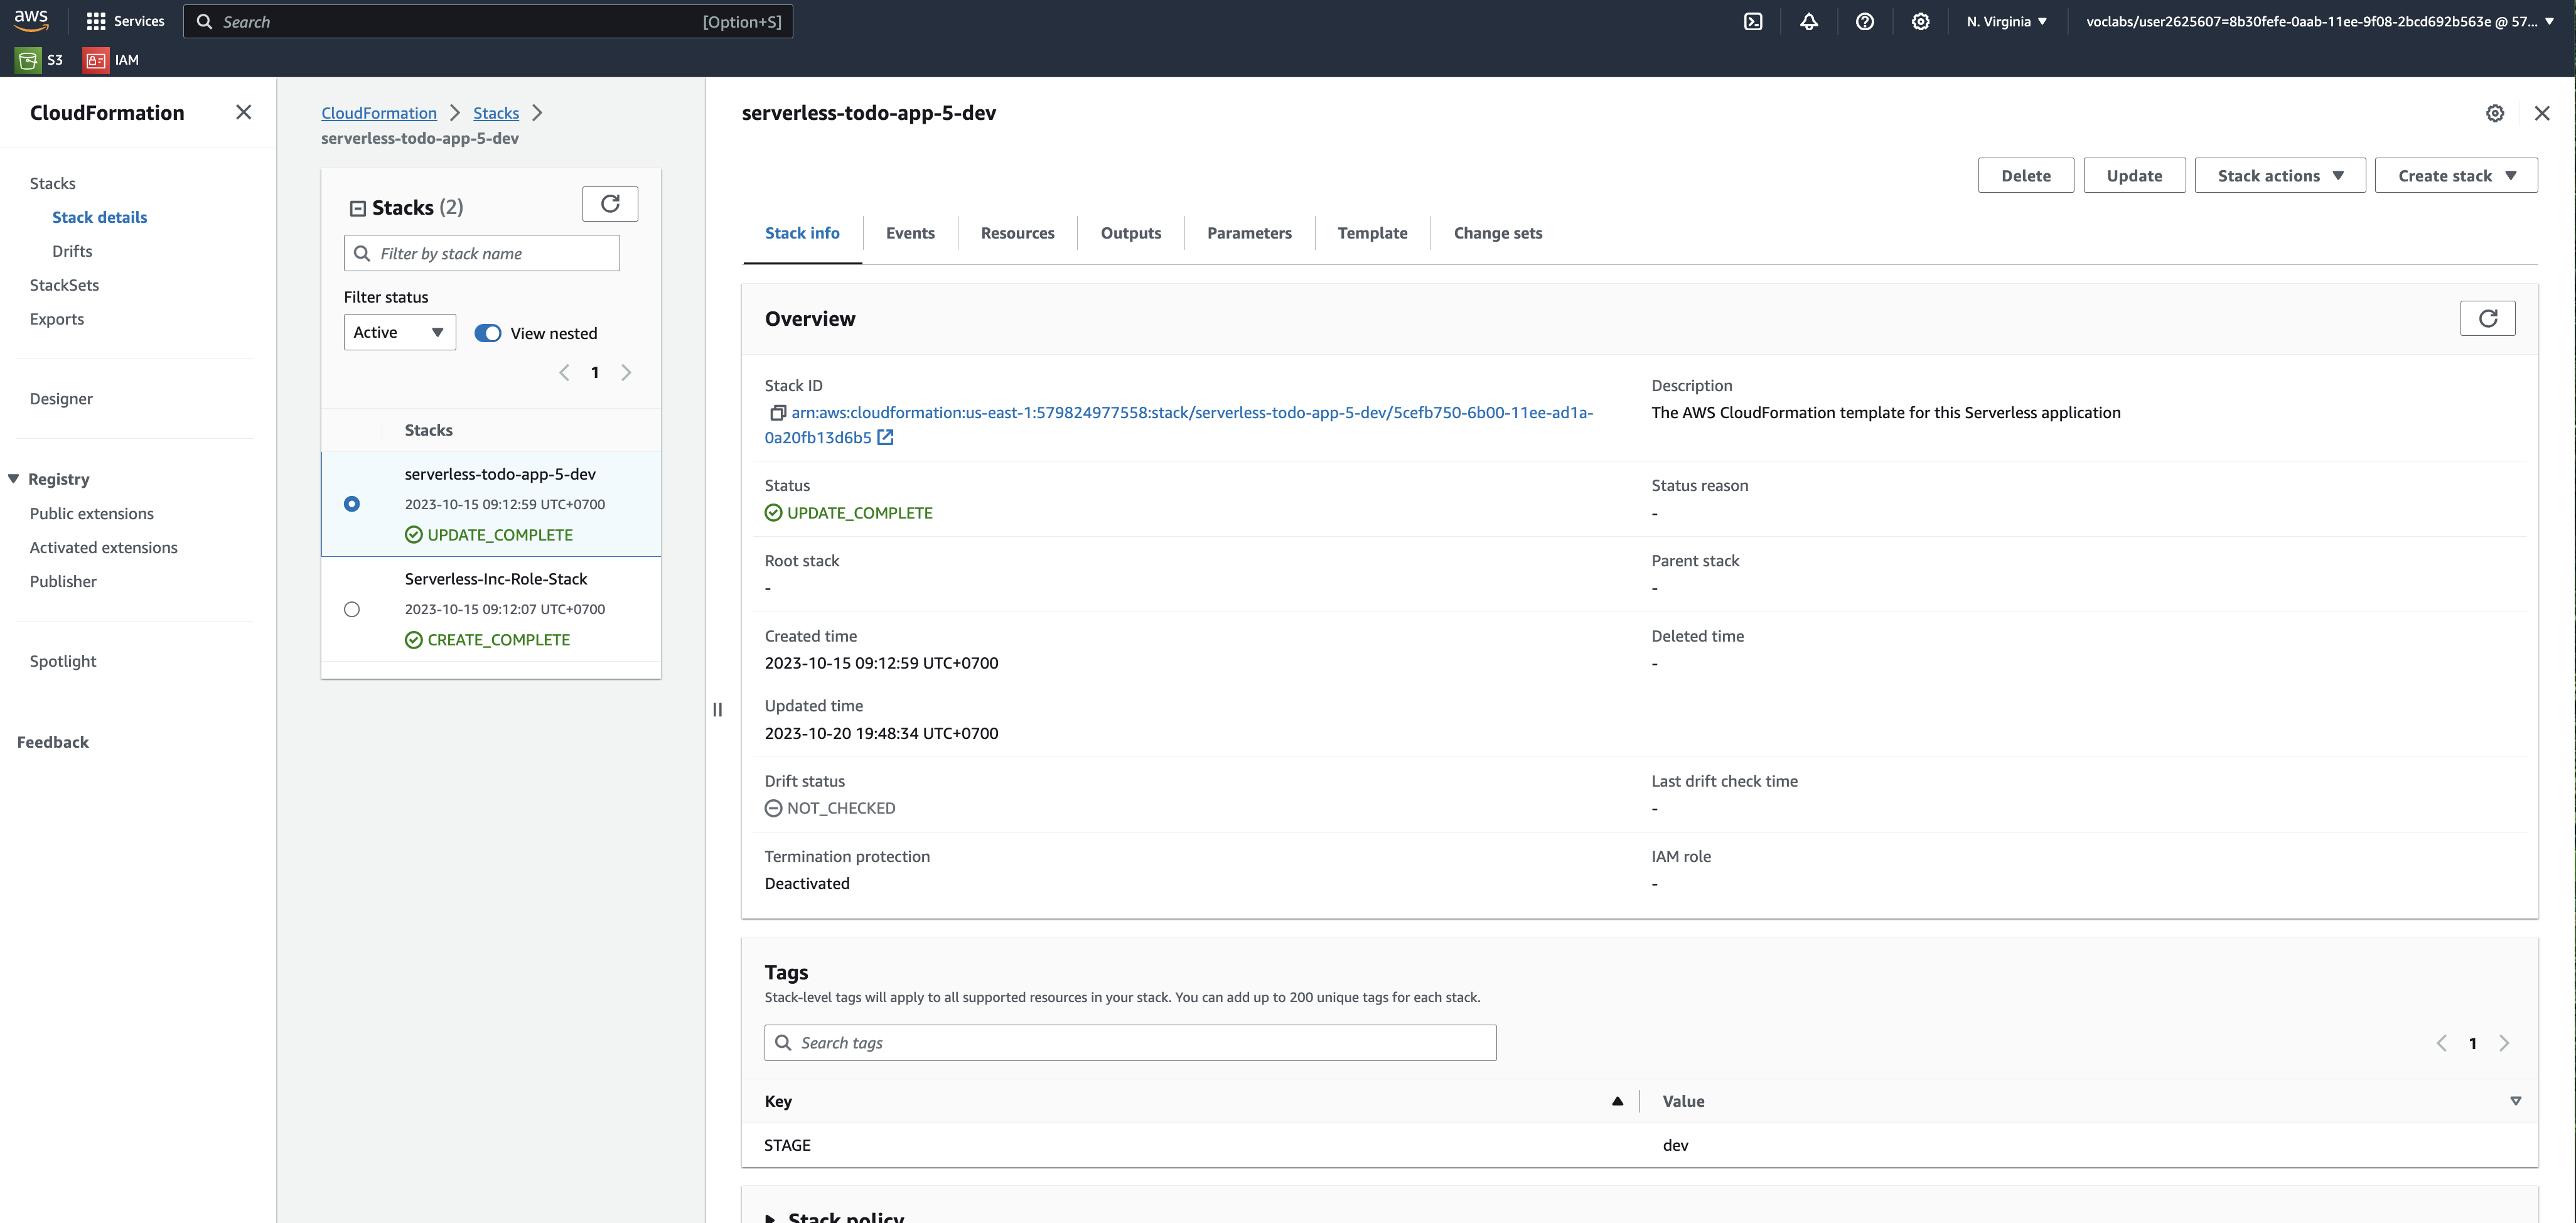 aws
Services
Search
[Option+S]
N. Virginia
voclabs/user2625607=8b30fefe-0aab-11ee-9f08-2bcd692b563e @ 57...
S3
IAM
CloudFormation
Stacks
Stack details
Drifts
StackSets
Exports
Designer
Registry
Public extensions
Activated extensions
Publisher
Spotlight
Feedback
CloudFormation
Stacks
serverless-todo-app-5-dev
Stacks (2)
Filter by stack name
Filter status
Active
View nested
1
Stacks
serverless-todo-app-5-dev
2023-10-15 09:12:59 UTC+0700
UPDATE_COMPLETE
Serverless-Inc-Role-Stack
2023-10-15 09:12:07 UTC+0700
CREATE_COMPLETE
serverless-todo-app-5-dev
Delete
Update
Stack actions
Create stack
Stack info
Events
Resources
Outputs
Parameters
Template
Change sets
Overview
Stack ID
arn:aws:cloudformation:us-east-1:579824977558:stack/serverless-todo-app-5-dev/5cefb750-6b00-11ee-ad1a-
0a20fb13d6b5
Description
The AWS CloudFormation template for this Serverless application
Status
UPDATE_COMPLETE
Status reason
-
Root stack
-
Parent stack
-
Created time
2023-10-15 09:12:59 UTC+0700
Deleted time
-
Updated time
2023-10-20 19:48:34 UTC+0700
Drift status
NOT_CHECKED
Last drift check time
-
Termination protection
Deactivated
IAM role
-
Tags
Stack-level tags will apply to all supported resources in your stack. You can add up to 200 unique tags for each stack.
Search tags
1
Key
Value
STAGE
dev
Stack policy